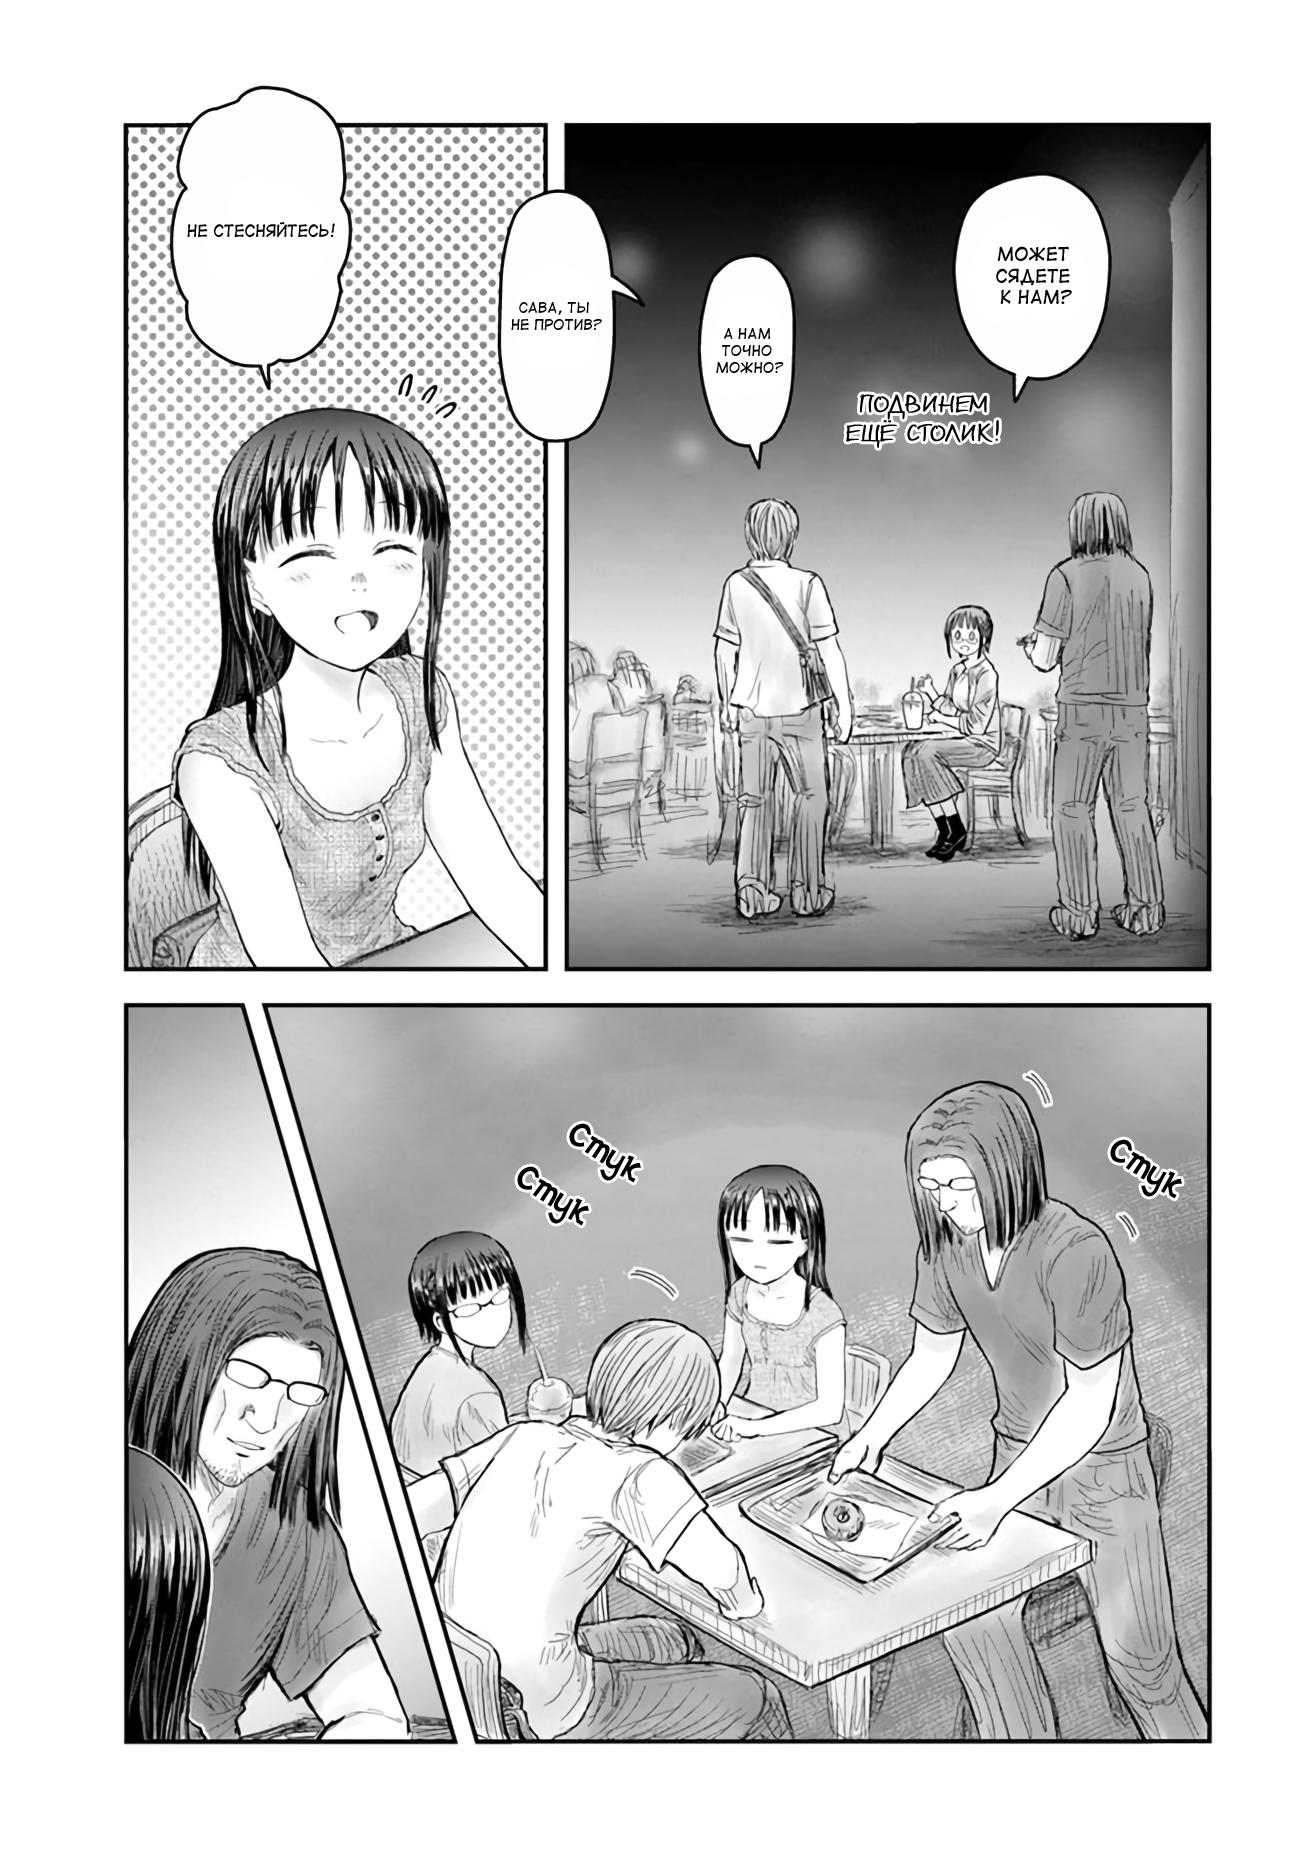 МОЖЕТ
СЯДЕТЕ
К НАМ?
ПОДВИНЕМ
ЕЩЁ СТОЛИК!
А НАМ
ТОЧНО
МОЖНО?
САВА, ТЫ
НЕ ПРОТИВ?
НЕ СТЕСНЯЙТЕСЬ!
Стук
Стук
Стук